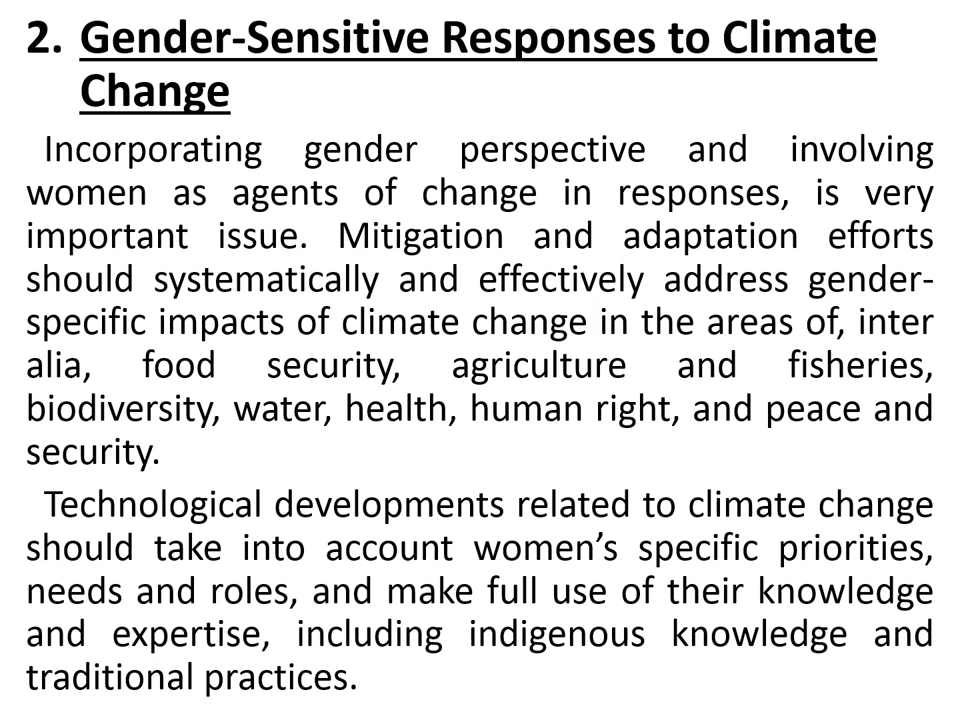 2. Gender-Sensitive Responses to Climate
Change
Incorporating gender perspective and involving
women as agents of change in responses, is very
important issue. Mitigation and adaptation efforts
should systematically and effectively address gender-
specific impacts of climate change in the areas of, inter
alia, food security, agriculture and fisheries,
biodiversity, water, health, human right, and peace and
security.
Technological developments related to climate change
should take into account women’s specific priorities,
needs and roles, and make full use of their knowledge
and expertise, including indigenous knowledge and
traditional practices.